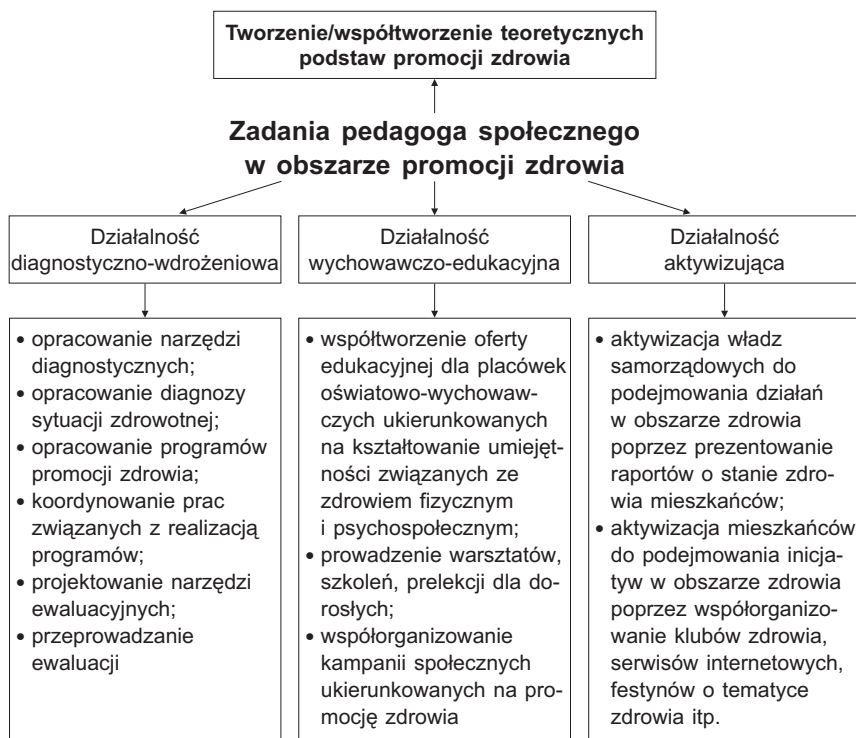 Tworzenie/współtworzenie teoretycznych
podstaw promocji zdrowia
Zadania pedagoga społecznego
w obszarze promocji zdrowia
Działalność
diagnostyczno-wdrożeniowa
• opracowanie narzędzi
diagnostycznych;
• opracowanie diagnozy
sytuacji zdrowotnej;
• opracowanie programów
promocji zdrowia;
• koordynowanie prac
związanych z realizacją
programów;
• projektowanie narzędzi
ewaluacyjnych;
• przeprowadzanie
ewaluacji
Działalność
wychowawczo-edukacyjna
• współtworzenie oferty
edukacyjnej dla placówek
oświatowo-wychowaw-
czych ukierunkowanych
na kształtowanie umiejęt-
ności związanych ze
zdrowiem fizycznym
i psychospołecznym;
• prowadzenie warsztatów,
szkoleń, prelekcji dla do-
rosłych;
• współorganizowanie
kampanii społecznych
ukierunkowanych na pro-
mocję zdrowia
Działalność
aktywizująca
• aktywizacja władz
samorządowych do
podejmowania działań
w obszarze zdrowia
poprzez prezentowanie
raportów o stanie zdro-
wia mieszkańców;
• aktywizacja mieszkańców
do podejmowania inicja-
tyw w obszarze zdrowia
poprzez współorganizo-
wanie klubów zdrowia,
serwisów internetowych,
festynów o tematyce
zdrowia itp.